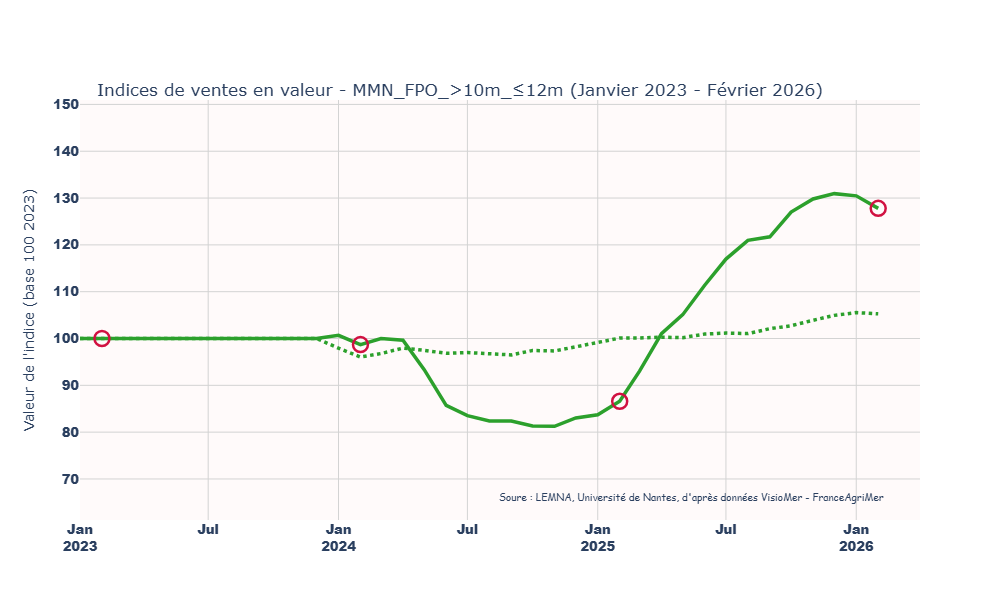 Indices de ventes en valeur - MMN_FPO_>10m_≤12m (Janvier 2023 - Février 2026)
Valeur de l'indice (base 100 2023)
150
140
130
120
110
100
90
80
70
Soure : LEMNA, Université de Nantes, d'après données VisioMer - FranceAgriMer
Jan
2023
Jul
Jan
2024
Jul
Jan
2025
Jul
Jan
2026